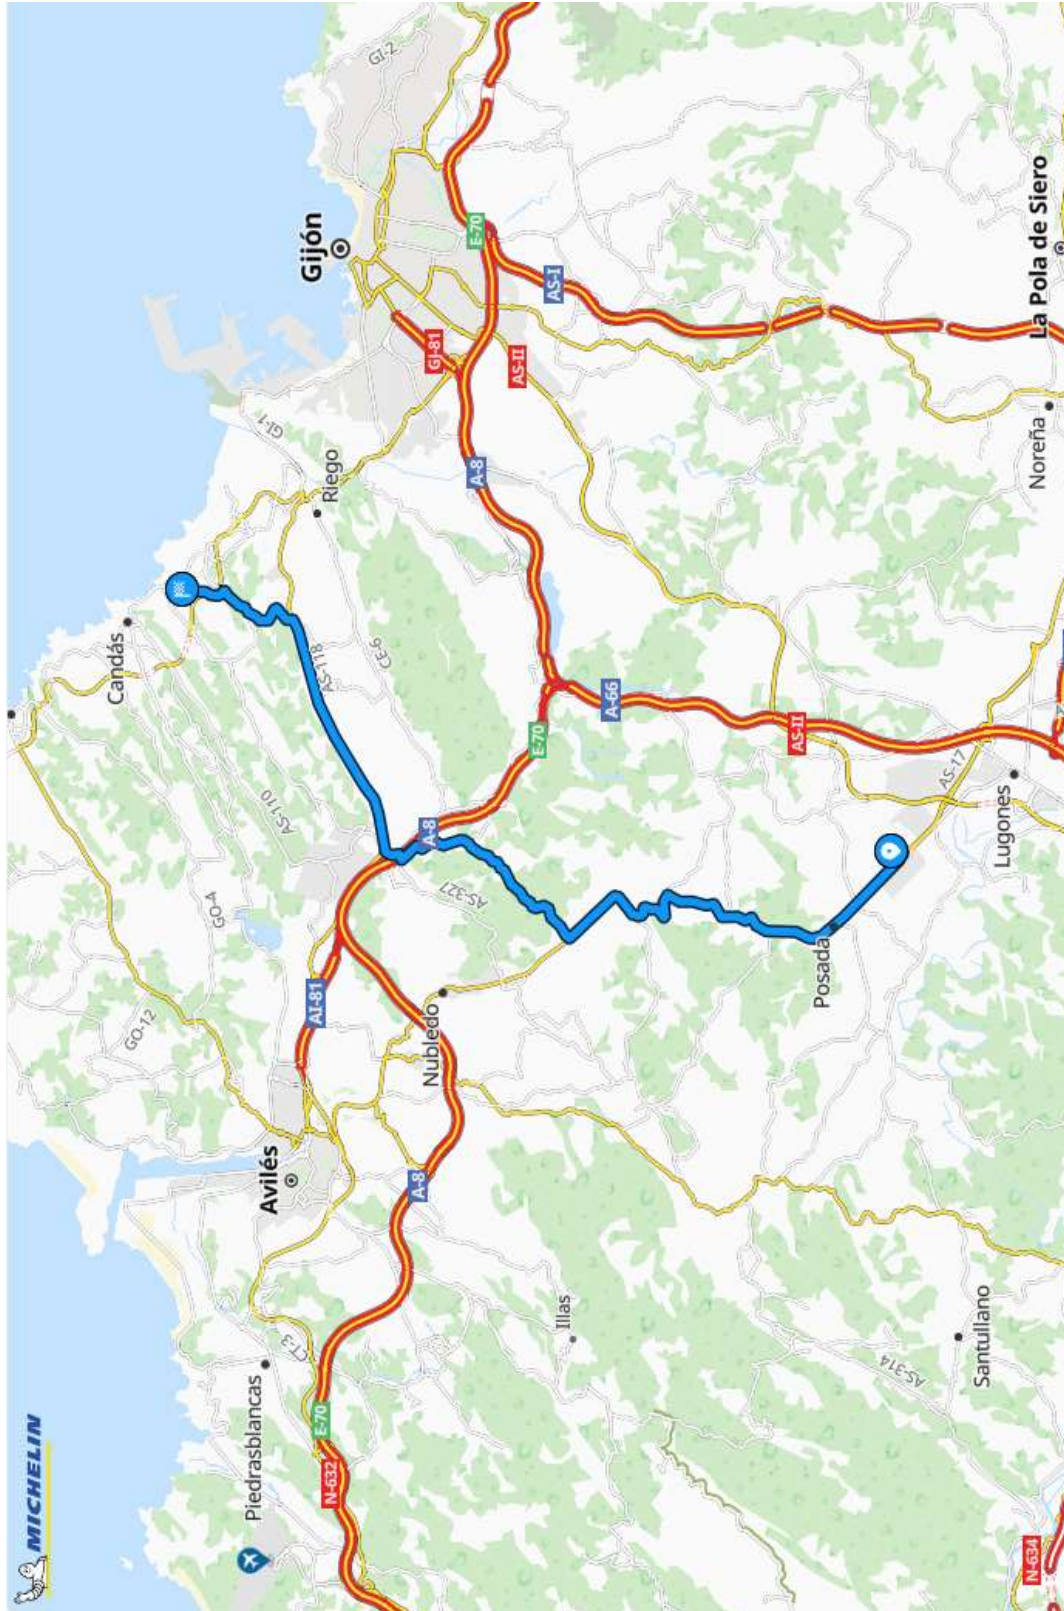 MICHELIN
Candás
GO-12
GO-4
Piedrasblancas
Avilés
AS-110
GI-1
CT-3
Gijón
AI-81
E-70
N-632
Riego
AS-118
GI-2
CE-6
A-8
A-8
Nubledo
GJ-81
AS-327
E-70
A-8
AS-II
E-70
AS-I
Illas
A-66
AS-II
Posada
AS-314
AS-17
Santullano
Lugones
N-634
Noreña
La Pola de Siero